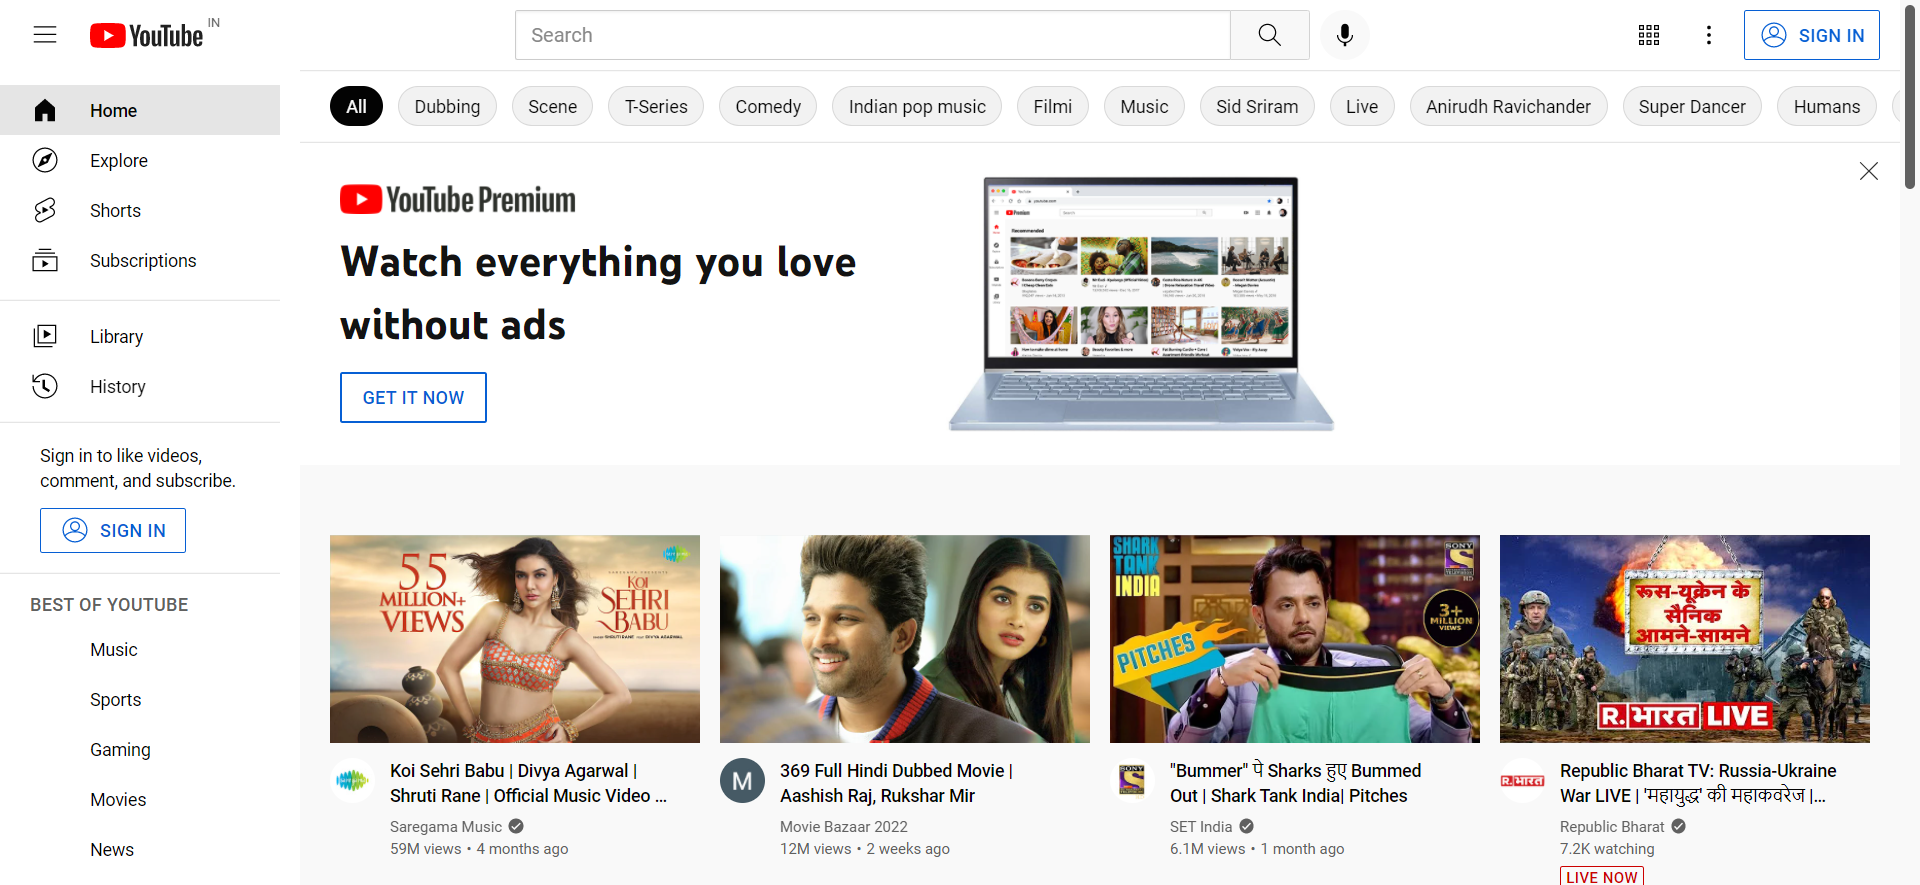 YouTube IN
Search
SIGN IN
Home
Explore
Shorts
Subscriptions
Library
History
Sign in to like videos,
comment, and subscribe.
SIGN IN
BEST OF YOUTUBE
Music
Sports
Gaming
Movies
News
All Dubbing Scene T-Series Comedy Indian pop music Filmi Music Sid Sriram Live Anirudh Ravichander Super Dancer Humans
YouTube Premium
Watch everything you love
without ads
GET IT NOW
Premium
Recommended
55
MILLION+
VIEWS
KOI
SEHRI
BABU
SHARK
TANK
INDIA
PITCHES
SONY
3+
MILLION
VIEWS
रूस-यूक्रेन के
सैनिक
आमने-सामने
R.भारत LIVE
Koi Sehri Babu | Divya Agarwal |
Shruti Rane | Official Music Video ...
Saregama Music
59M views • 4 months ago
M
369 Full Hindi Dubbed Movie |
Aashish Raj, Rukshar Mir
Movie Bazaar 2022
12M views • 2 weeks ago
SONY
"Bummer" पे Sharks हुए Bummed
Out | Shark Tank India| Pitches
SET India
6.1M views • 1 month ago
R.भारत
Republic Bharat TV: Russia-Ukraine
War LIVE | 'महायुद्ध' की महाकवरेज |...
Republic Bharat
7.2K watching
LIVE NOW